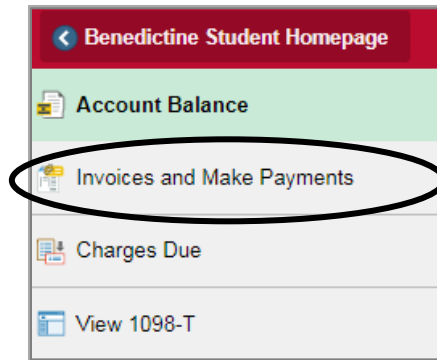 Benedictine Student Homepage
Account Balance
Invoices and Make Payments
Charges Due
View 1098-T